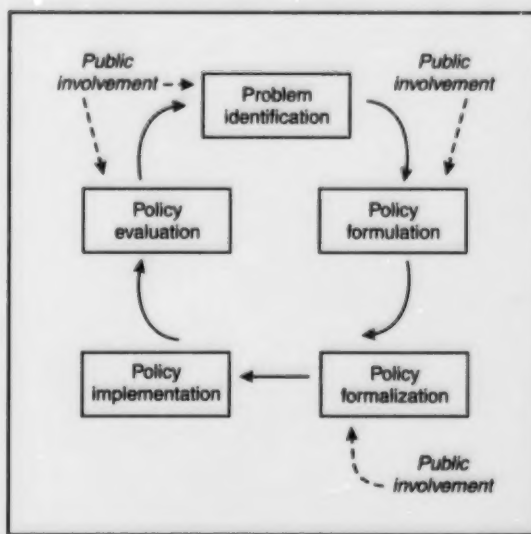 Public
involvement
Public
involvement
Problem
identification
Policy
evaluation
Policy
formulation
Policy
implementation
Policy
formalization
Public
involvement